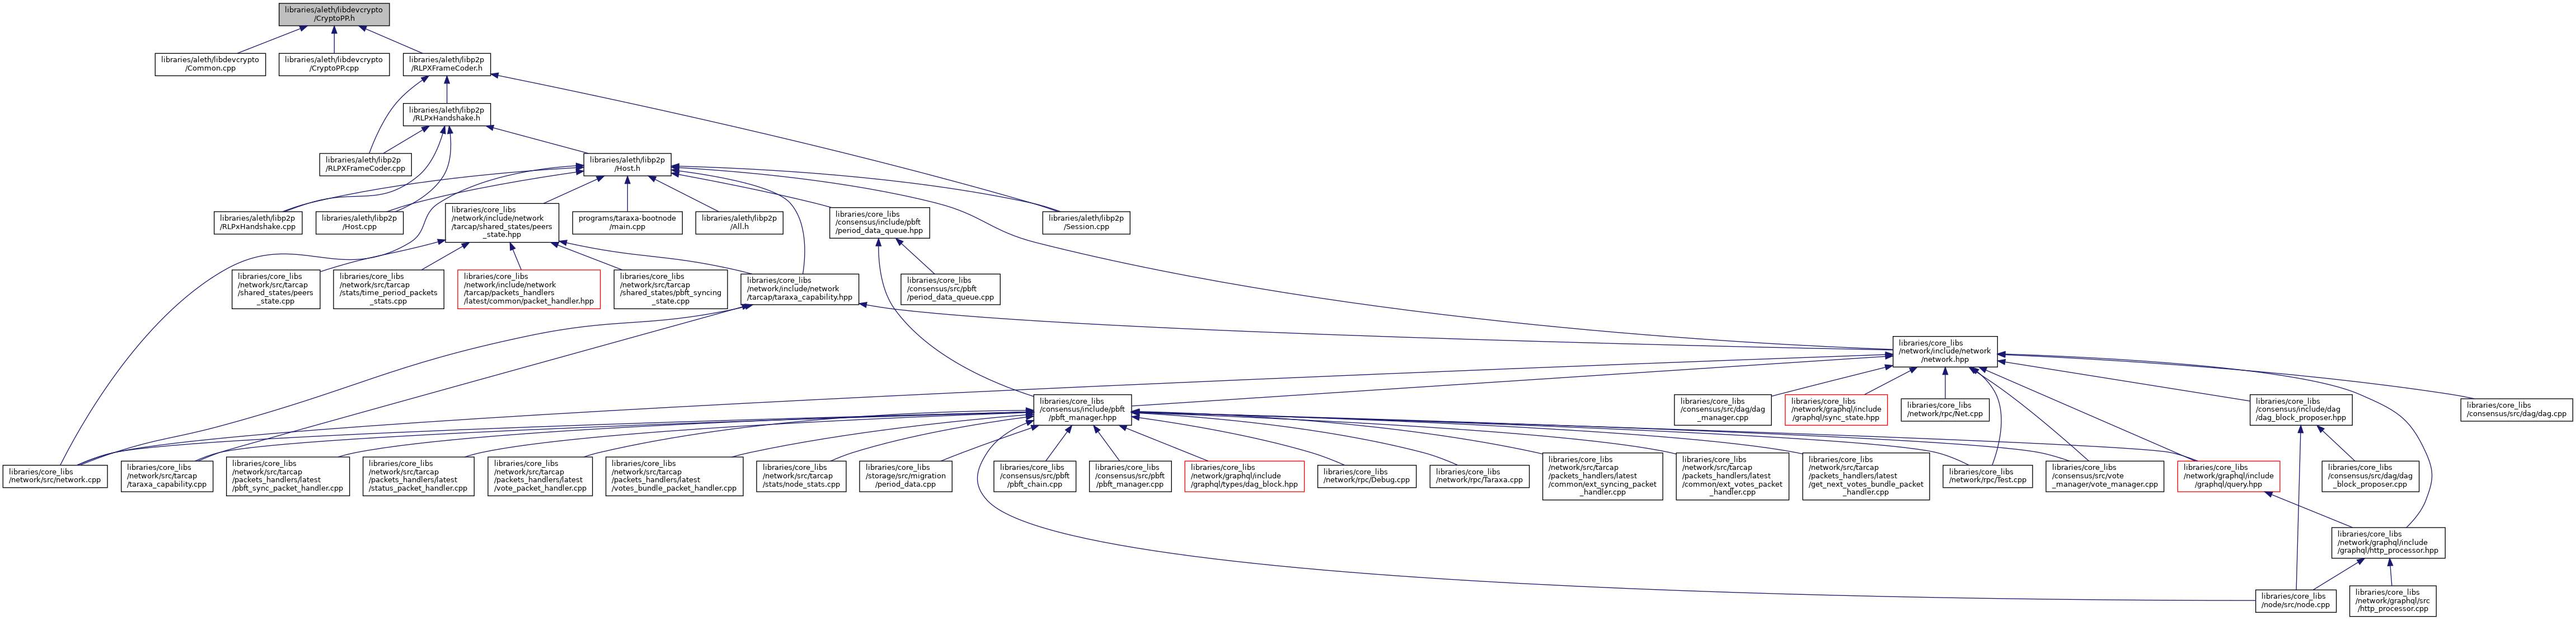 libraries/aleth/libdevcrypto
/CryptoPP.h
libraries/aleth/libdevcrypto
/Common.cpp
libraries/aleth/libdevcrypto
/CryptoPP.cpp
libraries/aleth/libp2p
/RLPXFrameCoder.h
libraries/aleth/libp2p
/RLPxHandshake.h
libraries/aleth/libp2p
/RLPXFrameCoder.cpp
libraries/aleth/libp2p
/Host.h
libraries/aleth/libp2p
/RLPxHandshake.cpp
libraries/aleth/libp2p
/Host.cpp
libraries/core_libs
/network/include/network
/tarcap/shared_states/peers
_state.hpp
programs/taraxa-bootnode
/main.cpp
libraries/aleth/libp2p
/All.h
libraries/core_libs
/consensus/include/pbft
/period_data_queue.hpp
libraries/aleth/libp2p
/Session.cpp
libraries/core_libs
/network/src/tarcap
/shared_states/peers
_state.cpp
libraries/core_libs
/network/src/tarcap
/stats/time_period_packets
_stats.cpp
libraries/core_libs
/network/include/network
/tarcap/packets_handlers
/latest/common/packet_handler.hpp
libraries/core_libs
/network/src/tarcap
/shared_states/pbft_syncing
_state.cpp
libraries/core_libs
/network/include/network
/tarcap/taraxa_capability.hpp
libraries/core_libs
/consensus/src/pbft
/period_data_queue.cpp
libraries/core_libs
/network/include/network
/network.hpp
libraries/core_libs
/consensus/include/pbft
/pbft_manager.hpp
libraries/core_libs
/consensus/src/dag/dag
_manager.cpp
libraries/core_libs
/network/graphql/include
/graphql/sync_state.hpp
libraries/core_libs
/network/rpc/Net.cpp
libraries/core_libs
/consensus/include/dag
/dag_block_proposer.hpp
libraries/core_libs
/consensus/src/dag/dag.cpp
libraries/core_libs
/network/src/network.cpp
libraries/core_libs
/network/src/tarcap
/taraxa_capability.cpp
libraries/core_libs
/network/src/tarcap
/packets_handlers/latest
/pbft_sync_packet_handler.cpp
libraries/core_libs
/network/src/tarcap
/packets_handlers/latest
/status_packet_handler.cpp
libraries/core_libs
/network/src/tarcap
/packets_handlers/latest
/vote_packet_handler.cpp
libraries/core_libs
/network/src/tarcap
/packets_handlers/latest
/votes_bundle_packet_handler.cpp
libraries/core_libs
/network/src/tarcap
/stats/node_stats.cpp
libraries/core_libs
/storage/src/migration
/period_data.cpp
libraries/core_libs
/consensus/src/pbft
/pbft_chain.cpp
libraries/core_libs
/consensus/src/pbft
/pbft_manager.cpp
libraries/core_libs
/network/graphql/include
/graphql/types/dag_block.hpp
libraries/core_libs
/network/rpc/Debug.cpp
libraries/core_libs
/network/rpc/Taraxa.cpp
libraries/core_libs
/network/src/tarcap
/packets_handlers/latest
/common/ext_syncing_packet
_handler.cpp
libraries/core_libs
/network/src/tarcap
/packets_handlers/latest
/common/ext_votes_packet
_handler.cpp
libraries/core_libs
/network/src/tarcap
/packets_handlers/latest
/get_next_votes_bundle_packet
_handler.cpp
libraries/core_libs
/network/rpc/Test.cpp
libraries/core_libs
/consensus/src/vote
_manager/vote_manager.cpp
libraries/core_libs
/network/graphql/include
/graphql/query.hpp
libraries/core_libs
/consensus/src/dag/dag
_block_proposer.cpp
libraries/core_libs
/network/graphql/include
/graphql/http_processor.hpp
libraries/core_libs
/node/src/node.cpp
libraries/core_libs
/network/graphql/src
/http_processor.cpp